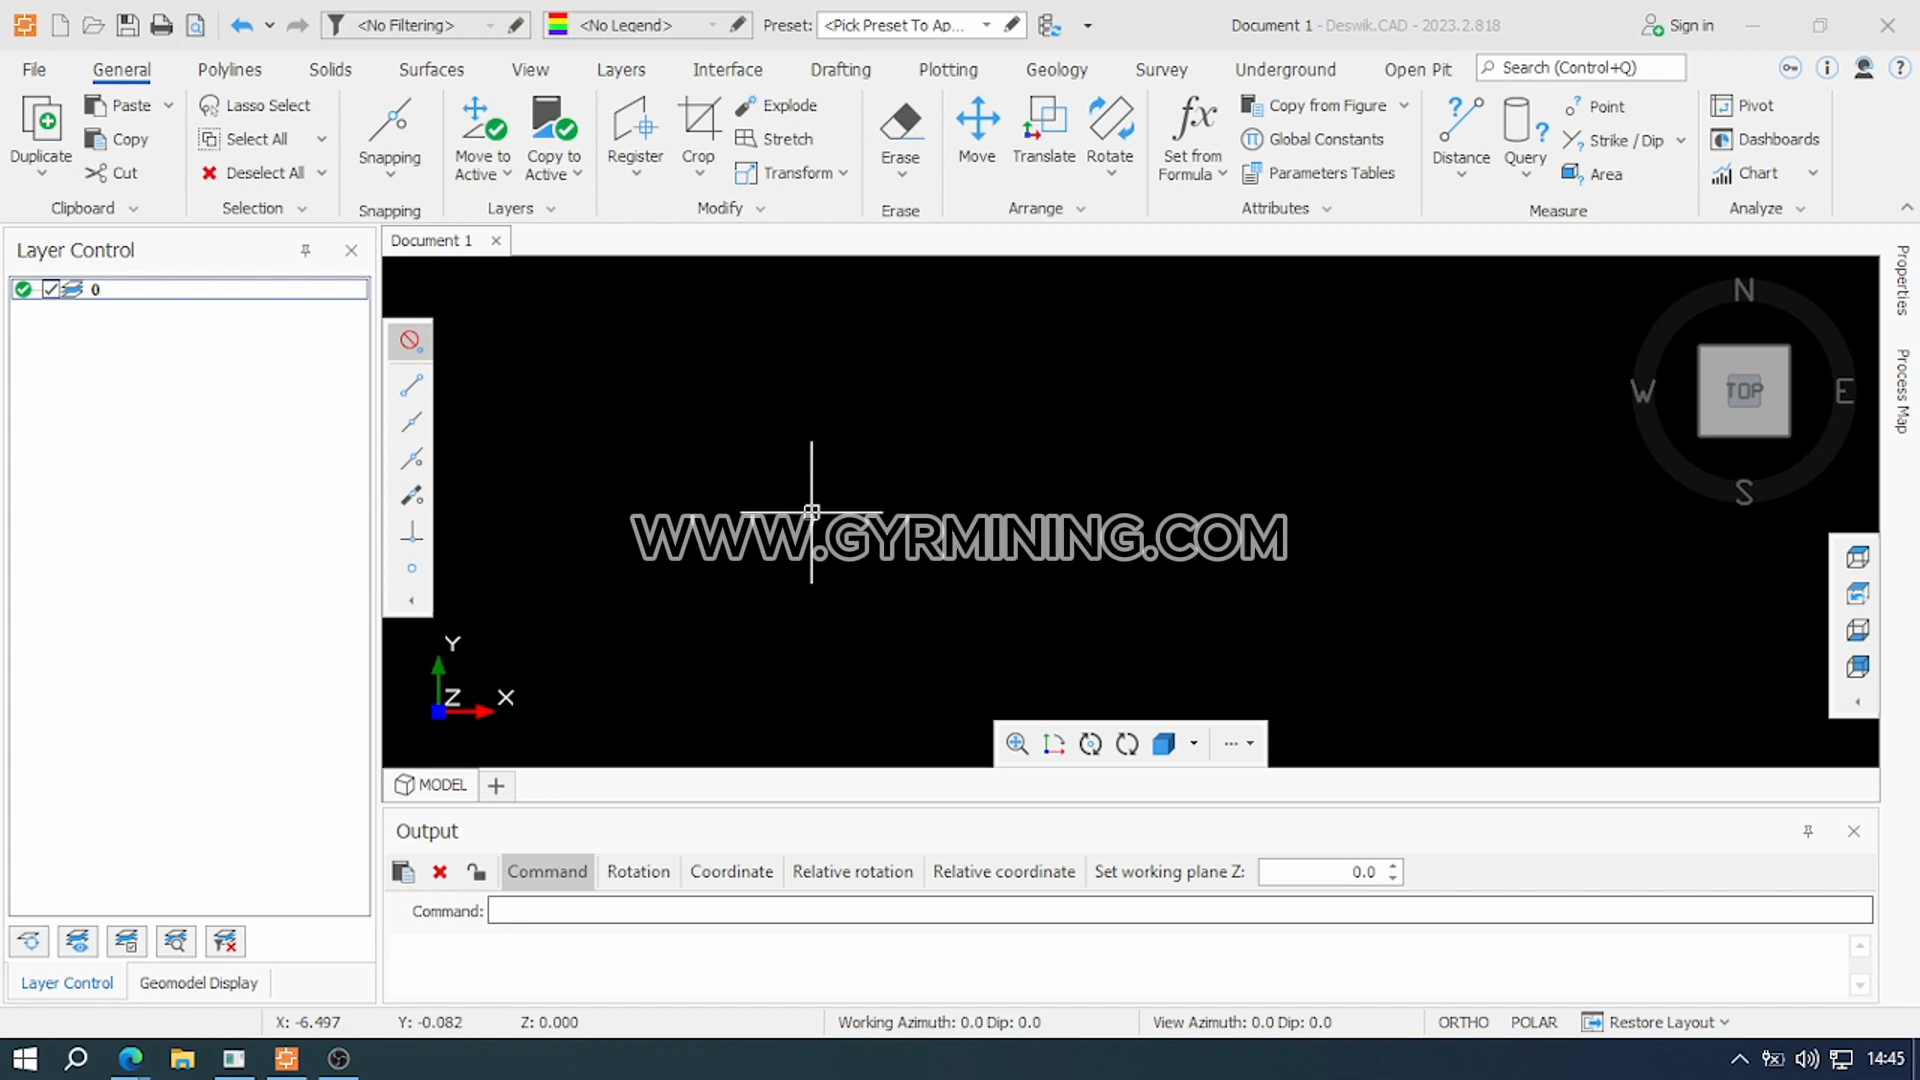 <No Filtering>
<No Legend>
Preset:
<Pick Preset To Ap...
Document 1 - Deswik.CAD - 2023.2.818
Sign in
File
General
Polylines
Solids
Surfaces
View
Layers
Interface
Drafting
Plotting
Geology
Survey
Underground
Open Pit
Search (Control+Q)
Duplicate
Paste
Copy
Cut
Clipboard
Lasso Select
Select All
Deselect All
Selection
Snapping
Snapping
Move to
Active
Copy to
Active
Layers
Register
Crop
Explode
Stretch
Transform
Modify
Erase
Erase
Move
Translate
Rotate
Arrange
fx
Set from
Formula
Copy from Figure
Global Constants
Parameters Tables
Attributes
Distance
Query
Point
Strike / Dip
Area
Measure
Pivot
Dashboards
Chart
Analyze
Layer Control
0
Document 1
Properties
Process Map
N
W
TOP
E
S
WWW.GYRMINING.COM
Y
Z
X
MODEL
Output
Command
Rotation
Coordinate
Relative rotation
Relative coordinate
Set working plane Z:
0.0
Command:
Layer Control
Geomodel Display
X: -6.497
Y: -0.082
Z: 0.000
Working Azimuth: 0.0 Dip: 0.0
View Azimuth: 0.0 Dip: 0.0
ORTHO
POLAR
Restore Layout
14:45